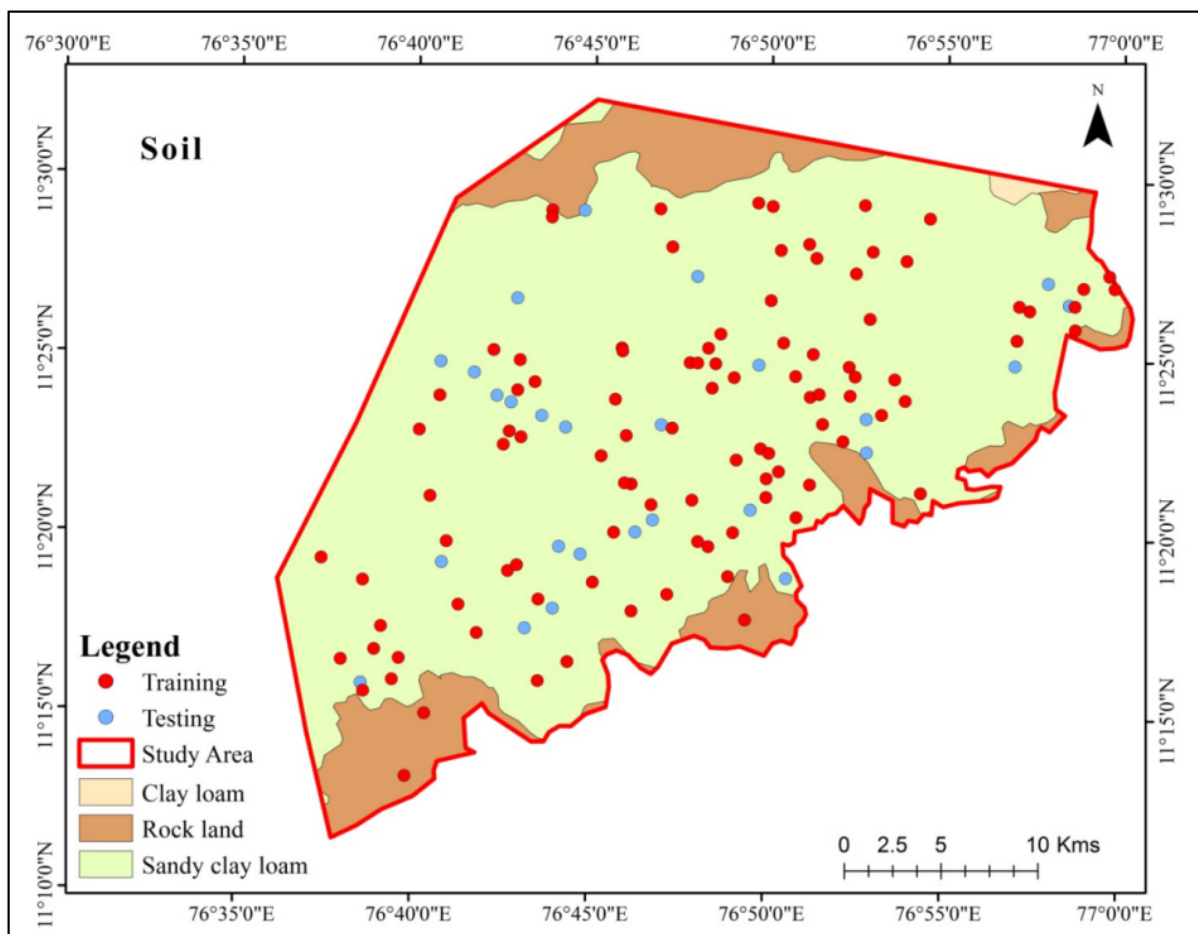 76°30'0"E 76°35'0"E 76°40'0"E 76°45'0"E 76°50'0"E 76°55'0"E 77°0'0"E
N
Soil
11°30'0"N
11°30'0"N
11°25'0"N
11°25'0"N
11°20'0"N
11°20'0"N
11°15'0"N
11°15'0"N
11°10'0"N
Legend
Training
Testing
Study Area
Clay loam
Rock land
Sandy clay loam
0 2.5 5 10 Kms
76°35'0"E 76°40'0"E 76°45'0"E 76°50'0"E 76°55'0"E 77°0'0"E